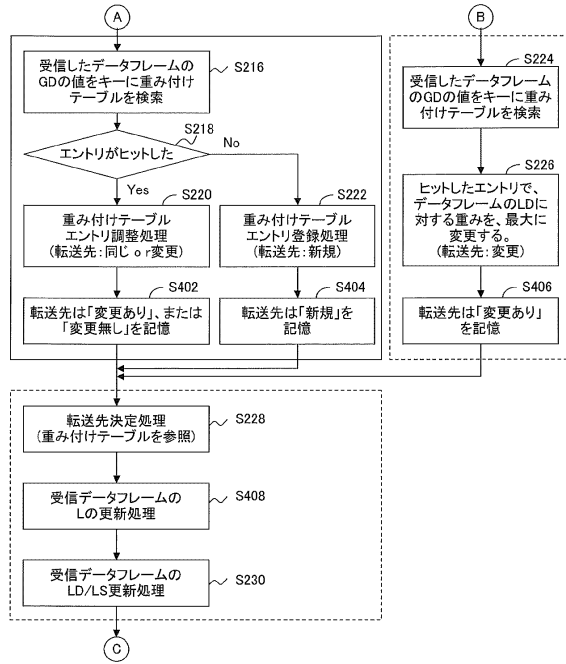 A
受信したデータフレームの
GDの値をキーに重み付け
テーブルを検索
S216
エントリがヒットした
S218
No
Yes
重み付けテーブル
エントリ調整処理
(転送先:同じor変更)
S220
重み付けテーブル
エントリ登録処理
(転送先:新規)
S222
転送先は「変更あり」、または
「変更無し」を記憶
S402
転送先は「新規」を
記憶
S404
B
受信したデータフレーム
のGDの値をキーに重み
付けテーブルを検索
S224
ヒットしたエントリで、
データフレームのLDに
対する重みを、最大に
変更する。
(転送先:変更)
S226
転送先は「変更あり」
を記憶
S406
転送先決定処理
(重み付けテーブルを参照)
S228
受信データフレームの
Lの更新処理
S408
受信データフレームの
LD/LS更新処理
S230
C